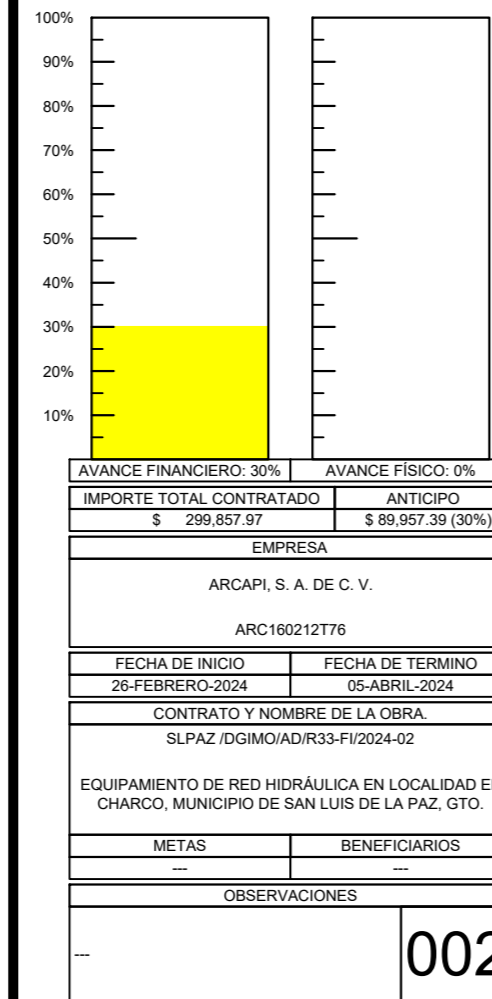 100%
90%
80%
70%
60%
50%
40%
30%
20%
10%
AVANCE FINANCIERO: 30% AVANCE FÍSICO: 0%
IMPORTE TOTAL CONTRATADO ANTICIPO
$ 299,857.97 $ 89,957.39 (30%)
EMPRESA
ARCAPI, S. A. DE C. V.
ARC160212T76
FECHA DE INICIO FECHA DE TERMINO
26-FEBRERO-2024 05-ABRIL-2024
CONTRATO Y NOMBRE DE LA OBRA.
SLPAZ /DGIMO/AD/R33-FI/2024-02
EQUIPAMIENTO DE RED HIDRÁULICA EN LOCALIDAD E
CHARCO, MUNICIPIO DE SAN LUIS DE LA PAZ, GTO.
METAS BENEFICIARIOS
--- ---
OBSERVACIONES
--- 002